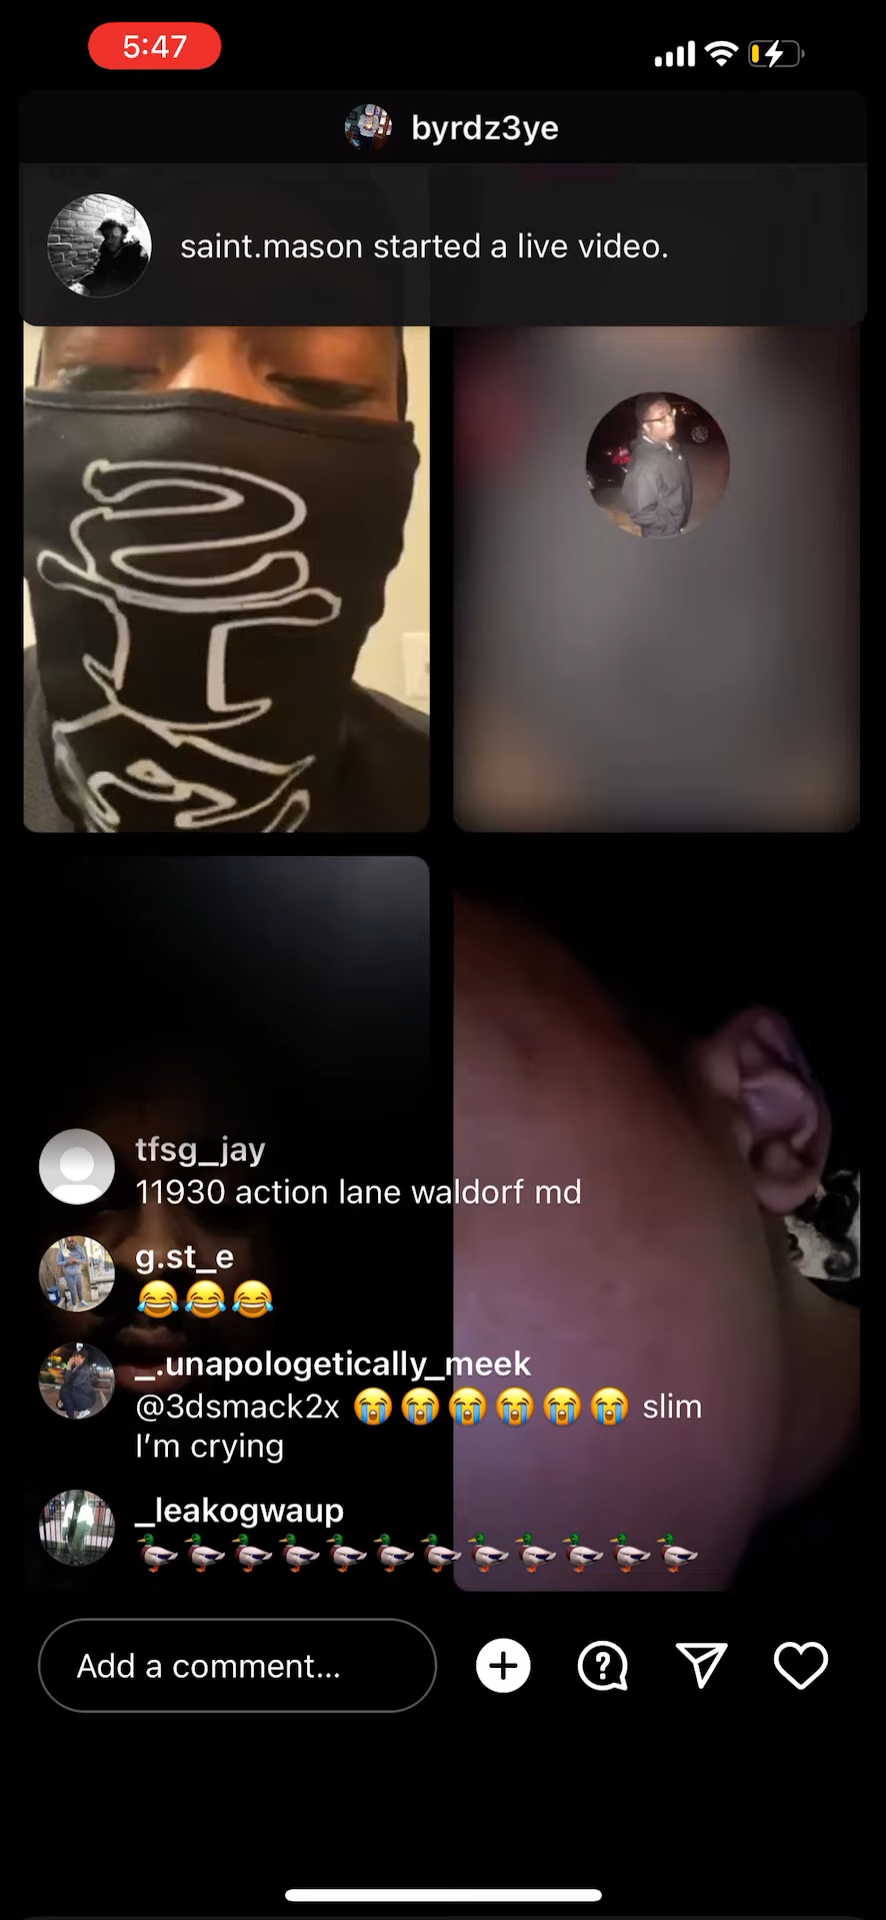 5:47
byrdz3ye
saint.mason started a live video.
tfsg_jay
11930 action lane waldorf md
g.st_e
😂😂😂
_.unapologetically_meek
@3dsmack2x 😭😭😭😭😭😭 slim
I'm crying
_leakogwaup
🦆🦆🦆🦆🦆🦆🦆🦆🦆🦆🦆🦆
Add a comment...